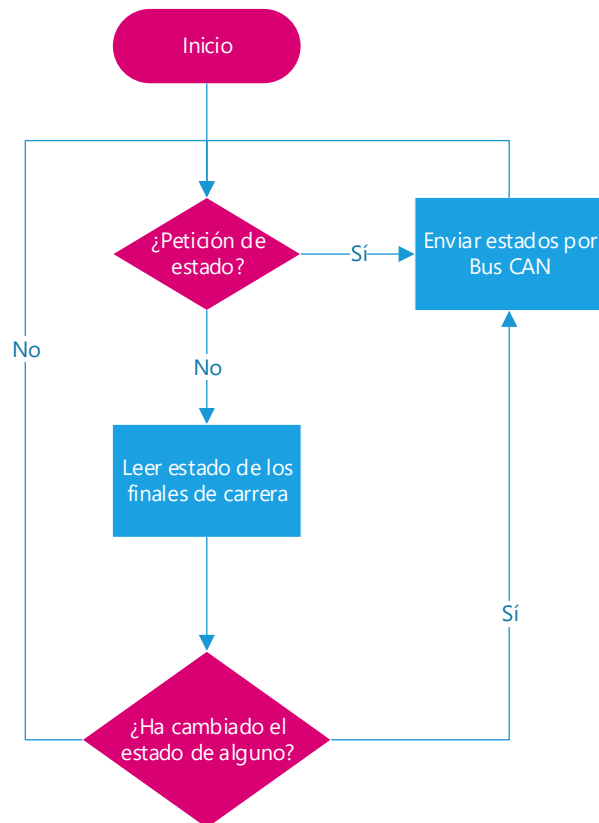 Inicio
¿Petición de
estado?
Sí
Enviar estados por
Bus CAN
No
No
Leer estado de los
finales de carrera
Sí
¿Ha cambiado el
estado de alguno?